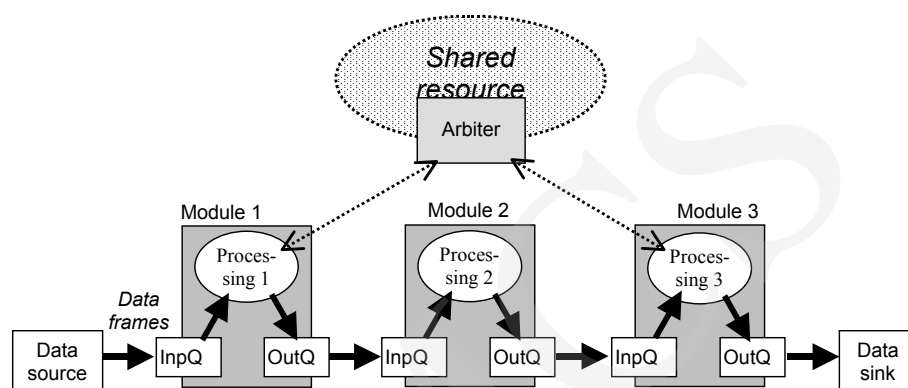 Shared
resource
Arbiter
Module 1
Module 2
Module 3
Proces-
sing 1
Proces-
sing 2
Proces-
sing 3
Data
frames
Data
source
InpQ
OutQ
InpQ
OutQ
InpQ
OutQ
Data
sink
CS